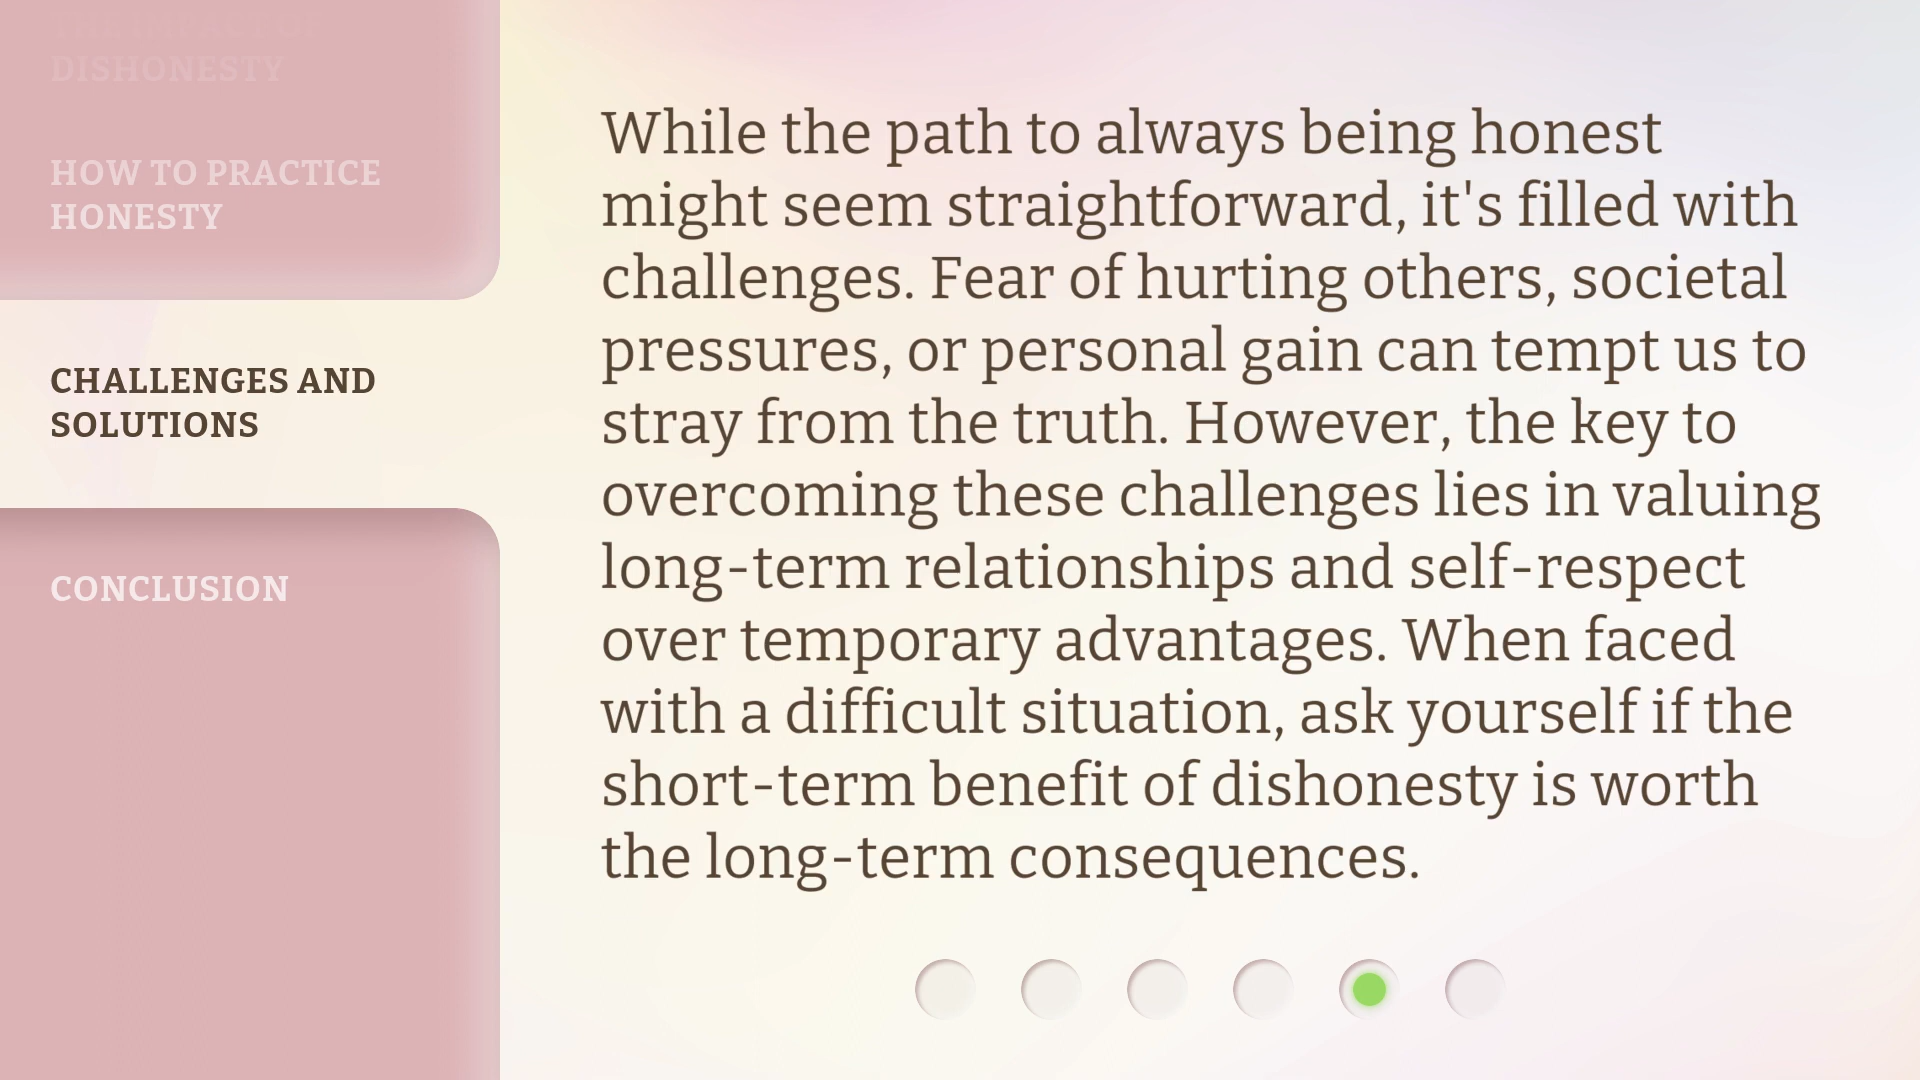 THE IMPACT OF
DISHONESTY
HOW TO PRACTICE
HONESTY
CHALLENGES AND
SOLUTIONS
CONCLUSION
While the path to always being honest
might seem straightforward, it's filled with
challenges. Fear of hurting others, societal
pressures, or personal gain can tempt us to
stray from the truth. However, the key to
overcoming these challenges lies in valuing
long-term relationships and self-respect
over temporary advantages. When faced
with a difficult situation, ask yourself if the
short-term benefit of dishonesty is worth
the long-term consequences.